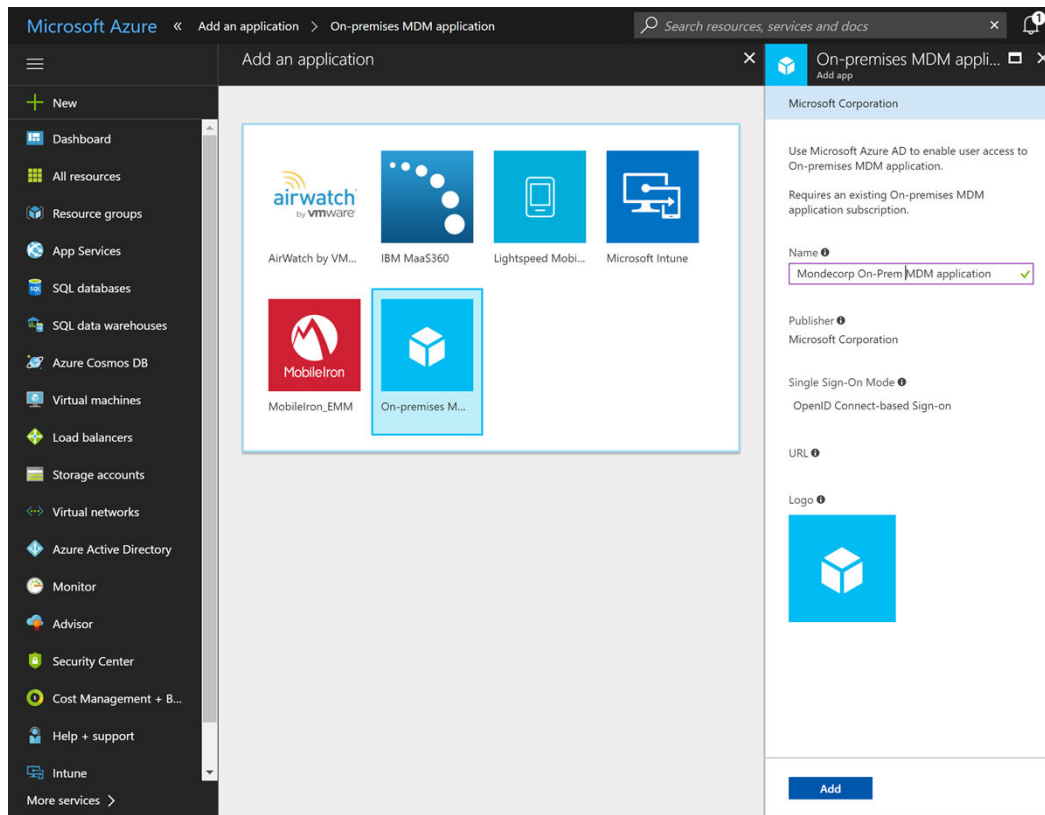 Microsoft Azure « Add an application > On-premises MDM application
Search resources, services and docs
1
Add an application
On-premises MDM appli...
Add app
New
Dashboard
All resources
Resource groups
App Services
SQL databases
SQL data warehouses
Azure Cosmos DB
Virtual machines
Load balancers
Storage accounts
Virtual networks
Azure Active Directory
Monitor
Advisor
Security Center
Cost Management + B...
Help + support
Intune
More services >
airwatch
by vmware
AirWatch by VM...
IBM MaaS360
Lightspeed Mobi...
Microsoft Intune
MobileIron
MobileIron_EMM
On-premises M...
Microsoft Corporation
Use Microsoft Azure AD to enable user access to
On-premises MDM application.
Requires an existing On-premises MDM
application subscription.
Name
Mondecorp On-Prem MDM application
Publisher
Microsoft Corporation
Single Sign-On Mode
OpenID Connect-based Sign-on
URL
Logo
Add